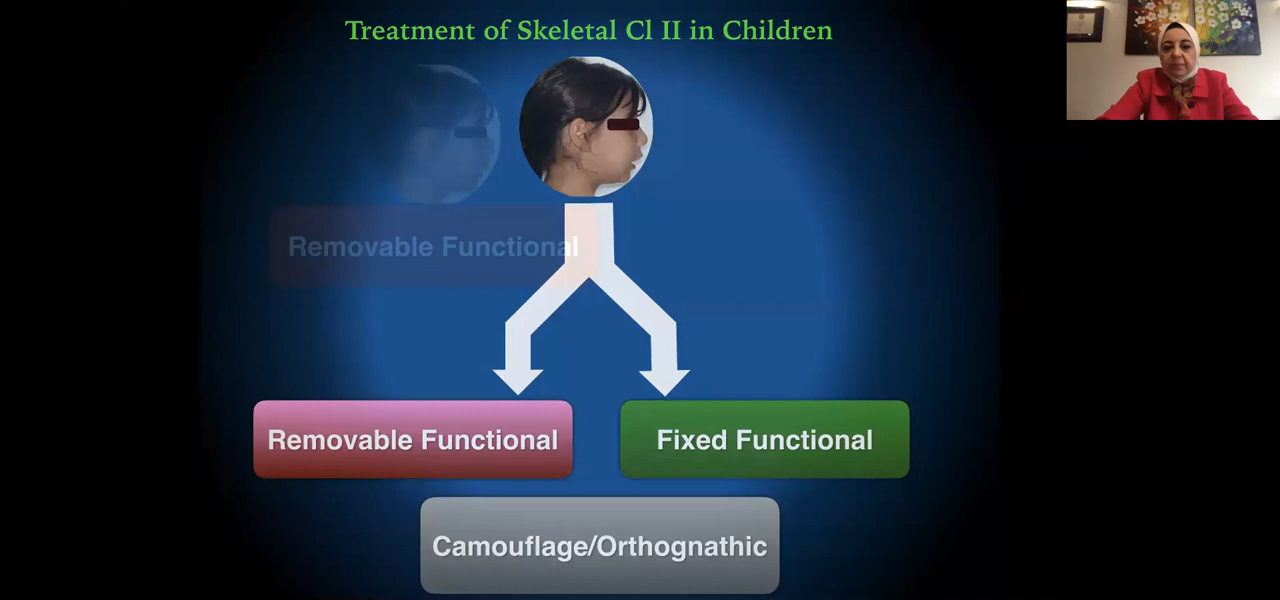 Treatment of Skeletal Cl II in Children
Removable Functional
Removable Functional
Fixed Functional
Camouflage/Orthognathic